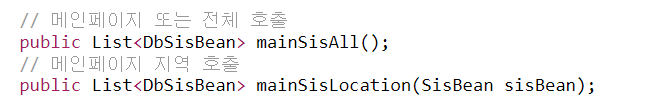 // 메인페이지 또는 전체 호출
public List<DbSisBean> mainSisAll();
// 메인페이지 지역 호출
public List<DbSisBean> mainSisLocation(SisBean sisBean);